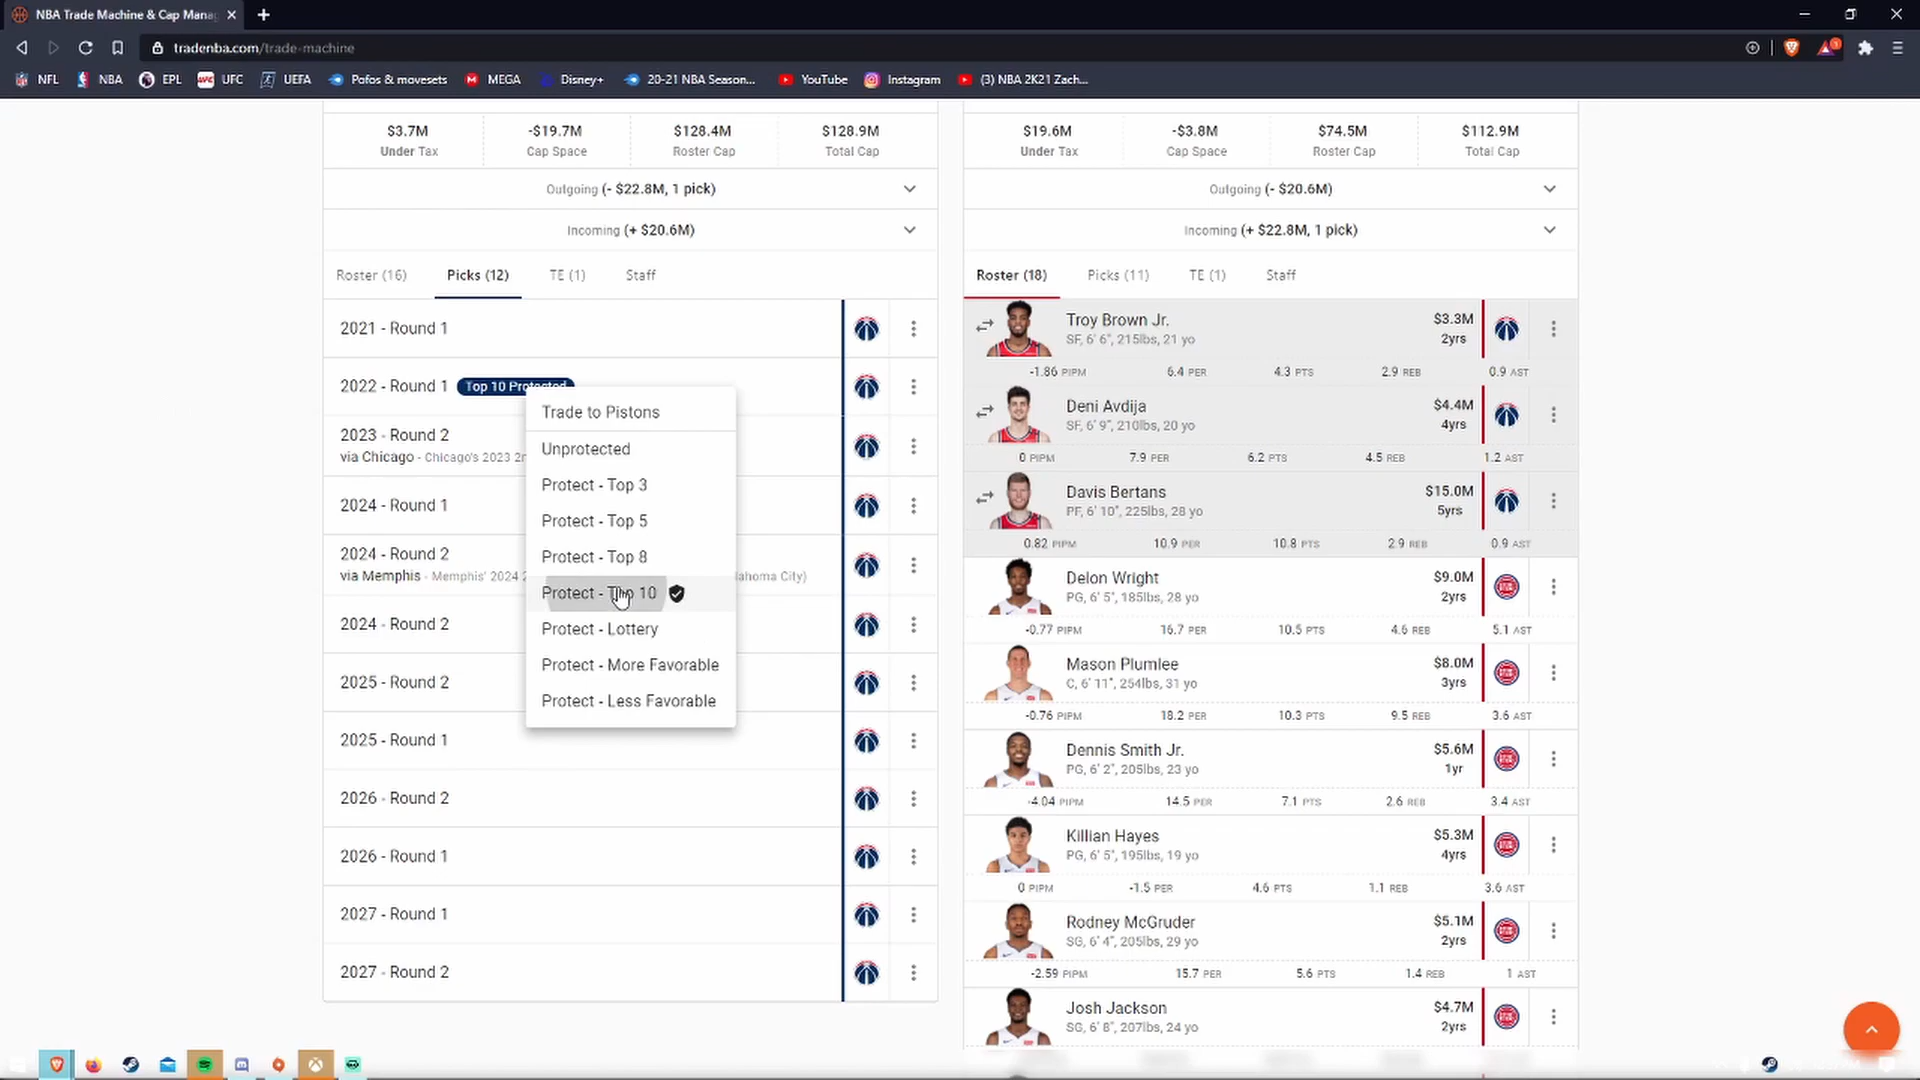 NBA Trade Machine & Cap Mana
tradenba.com/trade-machine
NFL NBA EPL UFC UEFA Pofos & movesets MEGA Disney+ 20-21 NBA Season... YouTube Instagram (3) NBA 2K21 Zach...
$3.7M -$19.7M $128.4M $128.9M
Under Tax Cap Space Roster Cap Total Cap
Outgoing (- $22.8M, 1 pick)
Incoming (+ $20.6M)
Roster (16) Picks (12) TE (1) Staff
2021 - Round 1
2022 - Round 1 Top 10 Protected
2023 - Round 2
via Chicago - Chicago's 2023 2n
2024 - Round 1
2024 - Round 2
via Memphis - Memphis' 2024 2 lahoma City)
2024 - Round 2
2025 - Round 2
2025 - Round 1
2026 - Round 2
2026 - Round 1
2027 - Round 1
2027 - Round 2
Trade to Pistons
Unprotected
Protect - Top 3
Protect - Top 5
Protect - Top 8
Protect - Top 10
Protect - Lottery
Protect - More Favorable
Protect - Less Favorable
$19.6M -$3.8M $74.5M $112.9M
Under Tax Cap Space Roster Cap Total Cap
Outgoing (- $20.6M)
Incoming (+ $22.8M, 1 pick)
Roster (18) Picks (11) TE (1) Staff
Troy Brown Jr. $3.3M
SF, 6' 6", 215lbs, 21 yo 2yrs
-1.86 PIPM 6.4 PER 4.3 PTS 2.9 REB 0.9 AST
Deni Avdija $4.4M
SF, 6' 9", 210lbs, 20 yo 4yrs
0 PIPM 7.9 PER 6.2 PTS 4.5 REB 1.2 AST
Davis Bertans $15.0M
PF, 6' 10", 225lbs, 28 yo 5yrs
0.82 PIPM 10.9 PER 10.8 PTS 2.9 REB 0.9 AST
Delon Wright $9.0M
PG, 6' 5", 185lbs, 28 yo 2yrs
-0.77 PIPM 16.7 PER 10.5 PTS 4.6 REB 5.1 AST
Mason Plumlee $8.0M
C, 6' 11", 254lbs, 31 yo 3yrs
-0.76 PIPM 18.2 PER 10.3 PTS 9.5 REB 3.6 AST
Dennis Smith Jr. $5.6M
PG, 6' 2", 205lbs, 23 yo 1yr
-4.04 PIPM 14.5 PER 7.1 PTS 2.6 REB 3.4 AST
Killian Hayes $5.3M
PG, 6' 5", 195lbs, 19 yo 4yrs
0 PIPM -1.5 PER 4.6 PTS 1.1 REB 3.6 AST
Rodney McGruder $5.1M
SG, 6' 4", 205lbs, 29 yo 2yrs
-2.59 PIPM 15.7 PER 5.6 PTS 1.4 REB 1 AST
Josh Jackson $4.7M
SG, 6' 8", 207lbs, 24 yo 2yrs